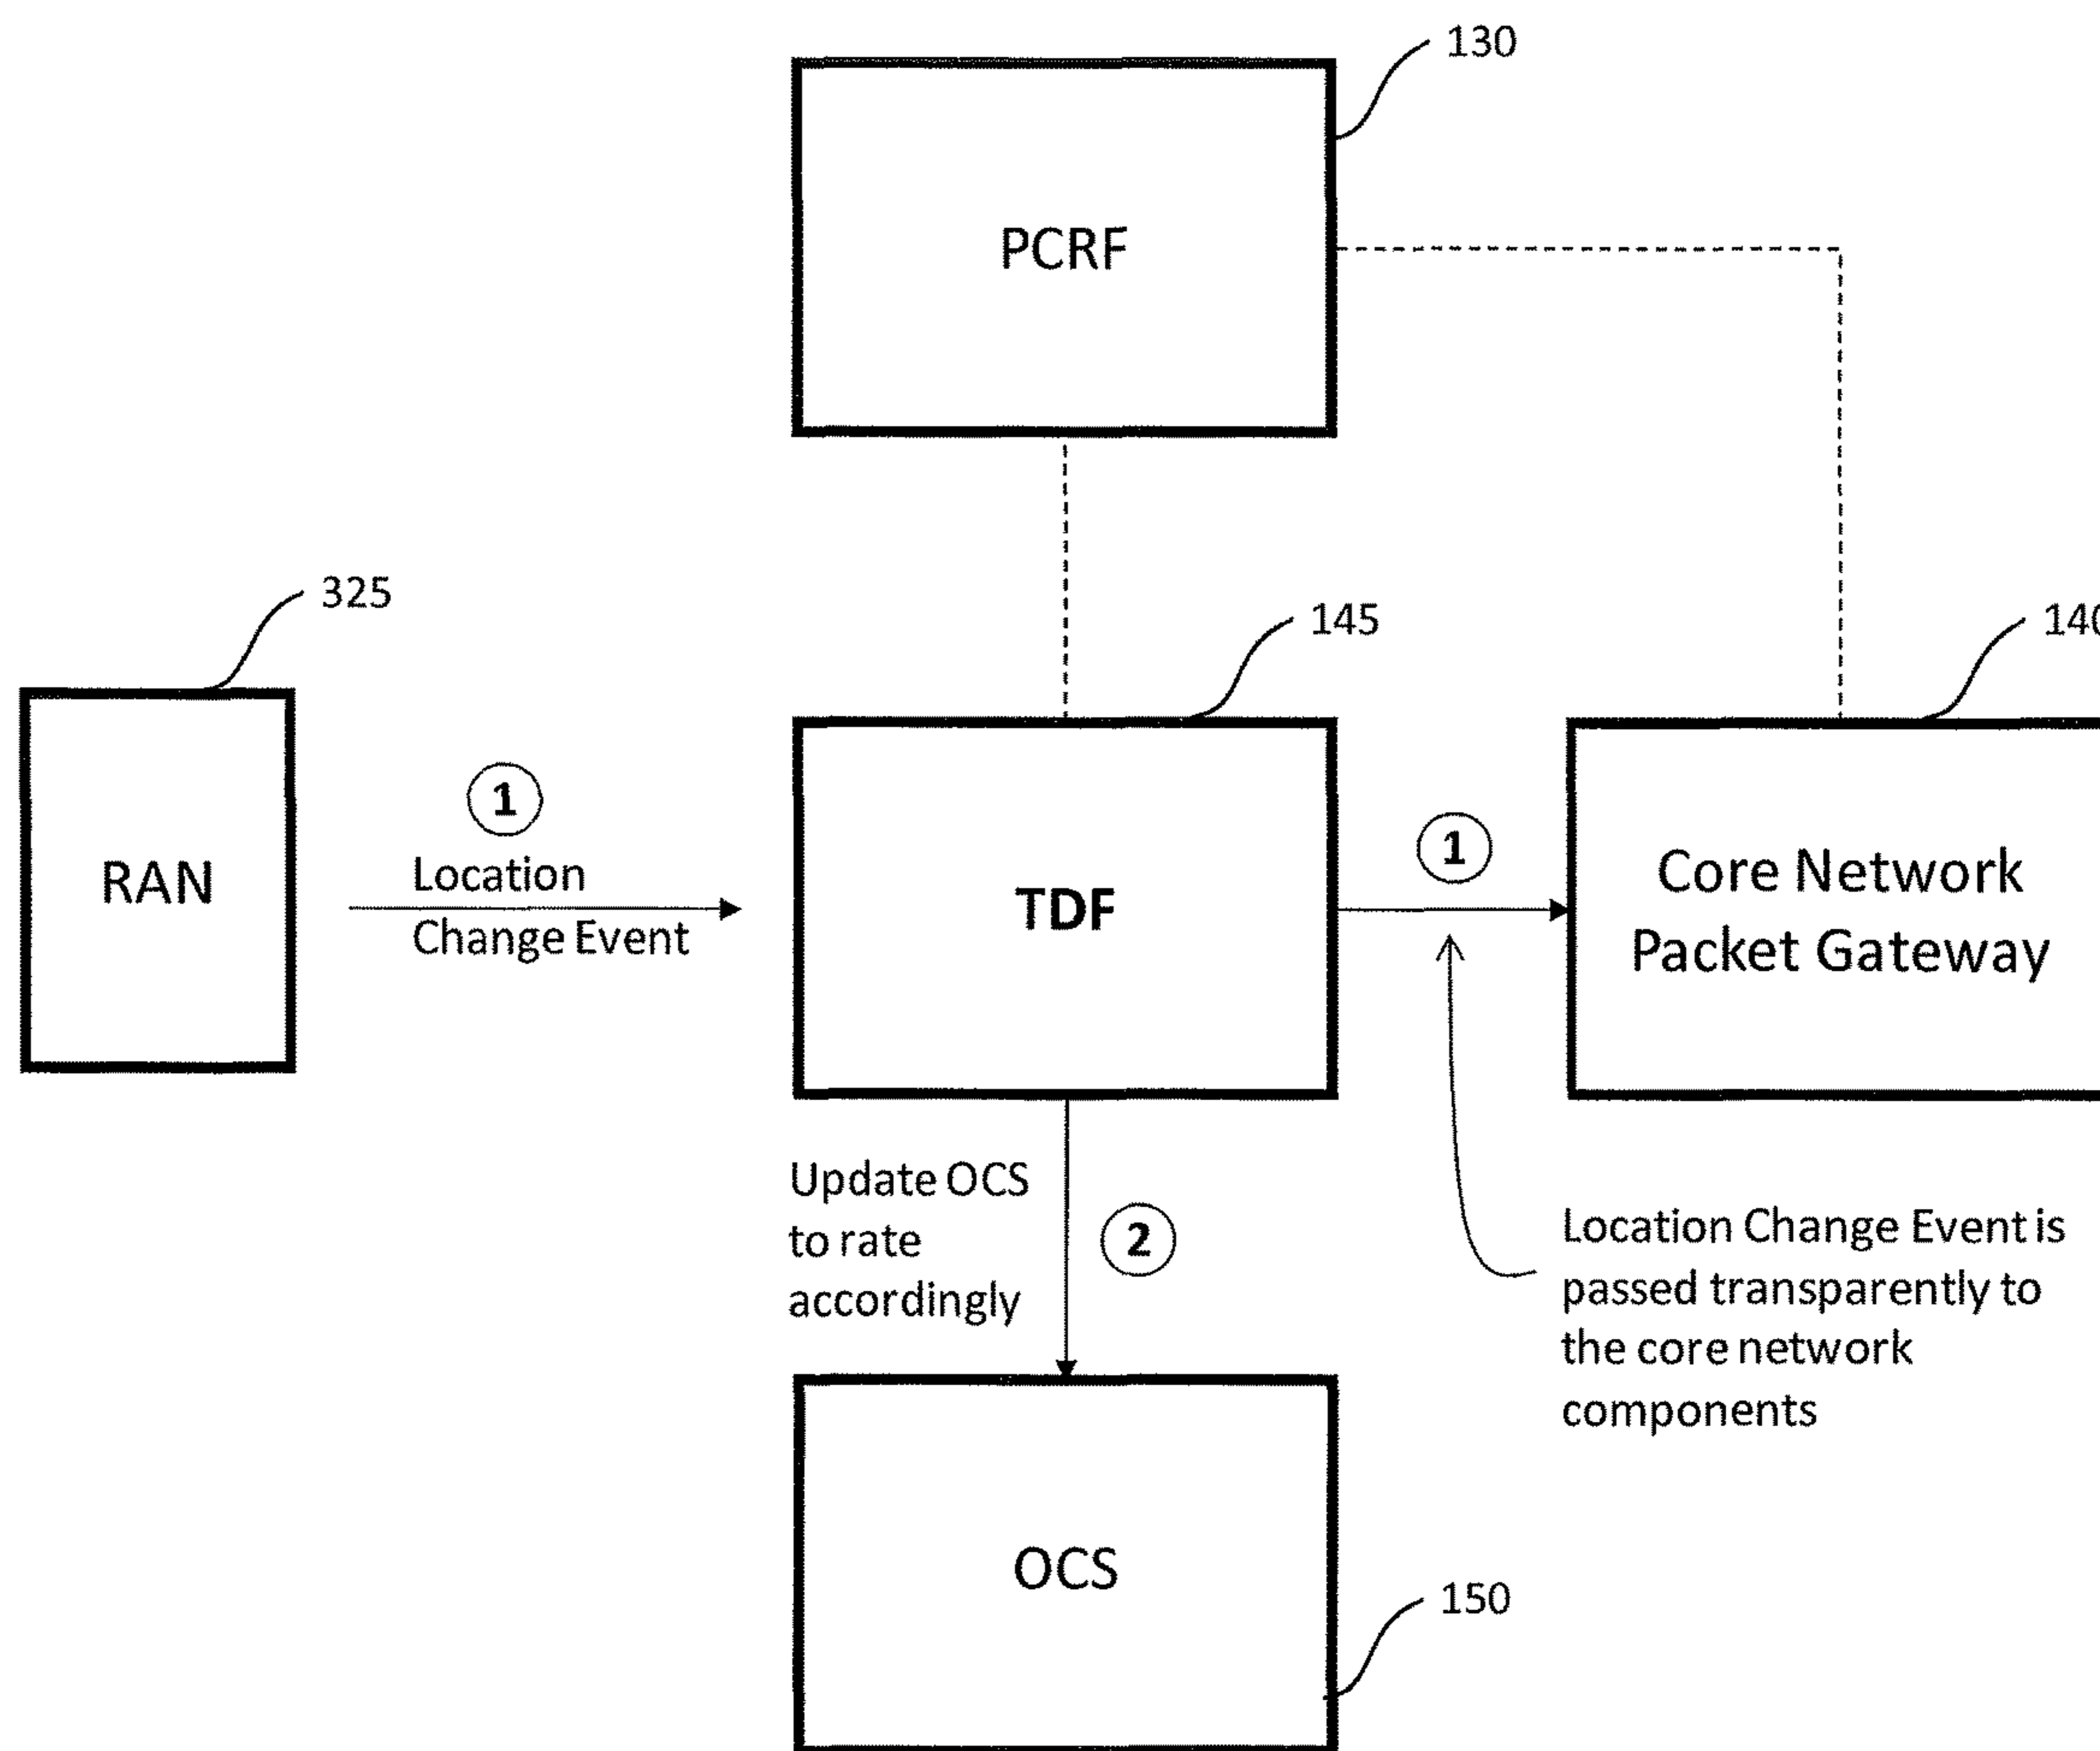 130
PCRF
325
145
140
RAN
1
Location
Change Event
TDF
1
Core Network
Packet Gateway
Update OCS
to rate
accordingly
2
Location Change Event is
passed transparently to
the core network
components
OCS
150